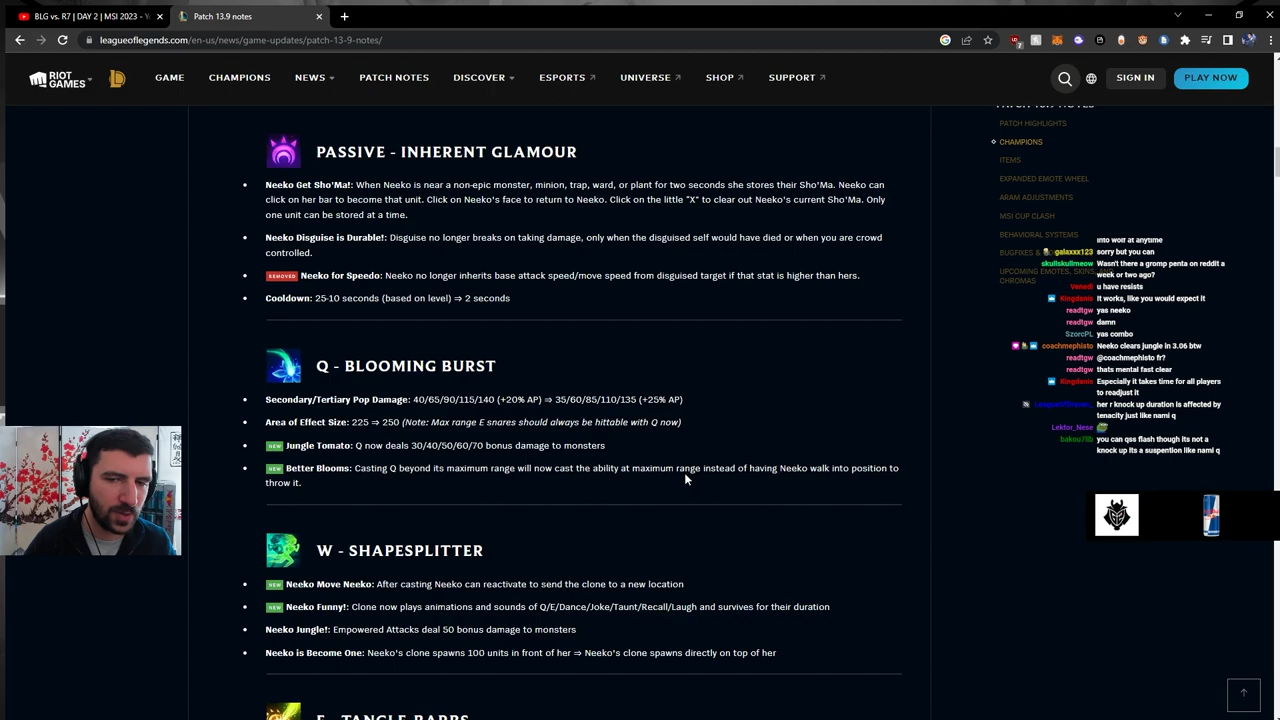 BLG vs. R7 | DAY 2 | MSI 2023 - Yo
Patch 13.9 notes
leagueoflegends.com/en-us/news/game-updates/patch-13-9-notes/
RIOT GAMES
GAME
CHAMPIONS
NEWS
PATCH NOTES
DISCOVER
ESPORTS
UNIVERSE
SHOP
SUPPORT
SIGN IN
PLAY NOW
PASSIVE - INHERENT GLAMOUR
Neeko Get Sho'Ma!: When Neeko is near a non-epic monster, minion, trap, ward, or plant for two seconds she stores their Sho'Ma. Neeko can
click on her bar to become that unit. Click on Neeko's face to return to Neeko. Click on the little "X" to clear out Neeko's current Sho'Ma. Only
one unit can be stored at a time.
Neeko Disguise is Durable!: Disguise no longer breaks on taking damage, only when the disguised self would have died or when you are crowd
controlled.
REMOVED Neeko for Speed: Neeko no longer inherits base attack speed/move speed from disguised target if that stat is higher than hers.
Cooldown: 25-10 seconds (based on level) ⇒ 2 seconds
Q - BLOOMING BURST
Secondary/Tertiary Pop Damage: 40/65/90/115/140 (+20% AP) ⇒ 35/60/85/110/135 (+25% AP)
Area of Effect Size: 225 ⇒ 250 (Note: Max range E snares should always be hittable with Q now)
NEW Jungle Tomato: Q now deals 30/40/50/60/70 bonus damage to monsters
NEW Better Blooms: Casting Q beyond its maximum range will now cast the ability at maximum range instead of having Neeko walk into position to
throw it.
W - SHAPESPLITTER
NEW Neeko Move Neeko: After casting Neeko can reactivate to send the clone to a new location
NEW Neeko Funny!: Clone now plays animations and sounds of Q/E/Dance/Joke/Taunt/Recall/Laugh and survives for their duration
Neeko Jungle!: Empowered Attacks deal 50 bonus damage to monsters
Neeko is Become One: Neeko's clone spawns 100 units in front of her ⇒ Neeko's clone spawns directly on top of her
E - TANGLE-BARBS
PATCH 13.9 NOTES
PATCH HIGHLIGHTS
CHAMPIONS
ITEMS
EXPANDED EMOTE WHEEL
ARAM ADJUSTMENTS
MSI CUP CLASH
BEHAVIORAL SYSTEMS
BUGFIXES &
UPCOMING EMOTES, SKINS,
CHROMAS
into wolf at anytime
galaxxx123 sorry but you can
skullskullmeow Wasn't there a gromp penta on reddit a
week or two ago?
Venedi u have resists
Kingdanis It works, like you would expect it
readtgw yas neeko
readtgw damn
SzorcPL yas combo
coachmephisto Neeko clears jungle in 3.06 btw
readtgw @coachmephisto fr?
readtgw thats mental fast clear
Kingdanis Especially it takes time for all players
to readjust it
her r knock up duration is affected by
tenacity just like nami q
Lektor_Nese
bakou7lib you can qss flash though its not a
knock up its a suspention like nami q